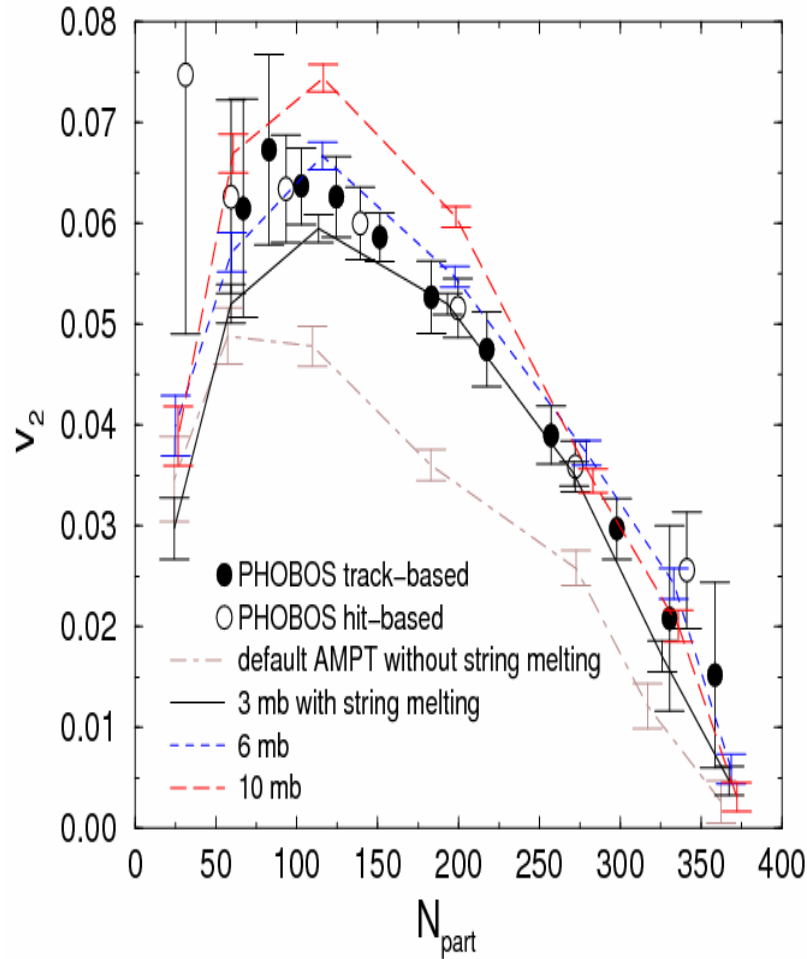 0.08
0.07
0.06
0.05
0.04
0.03
0.02
0.01
0.00
v2
PHOBOS track−based
PHOBOS hit−based
default AMPT without string melting
3 mb with string melting
6 mb
10 mb
0 50 100 150 200 250 300 350 400
Npart